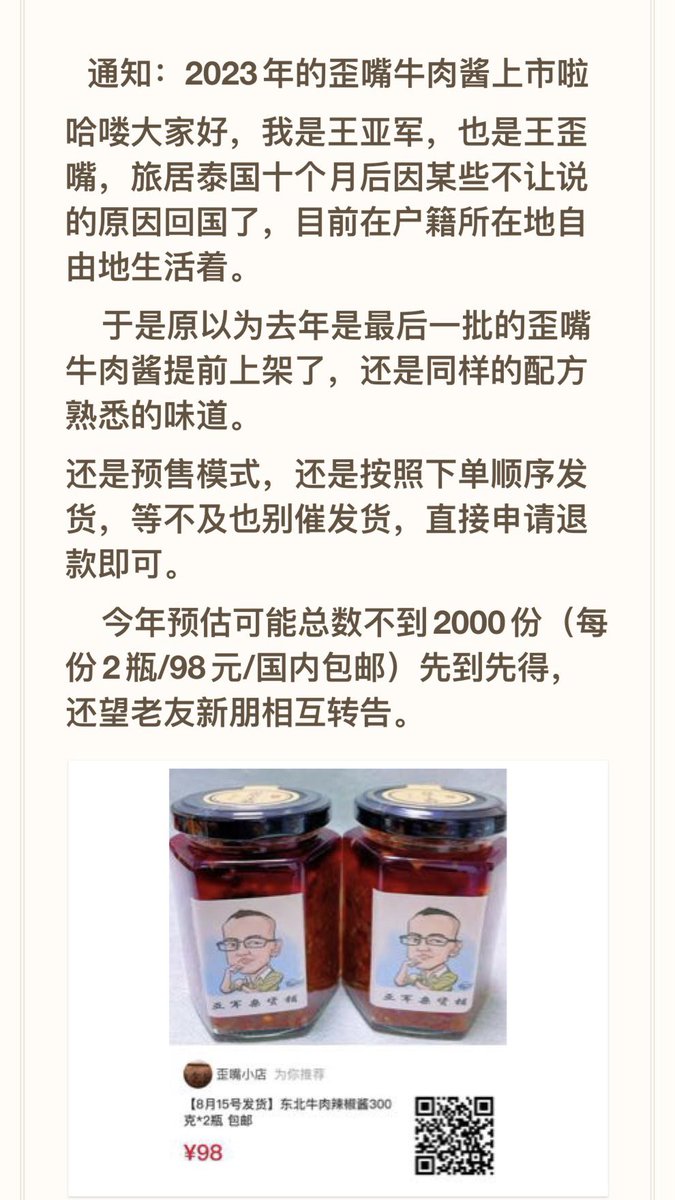 通知：2023年的歪嘴牛肉酱上市啦
哈喽大家好，我是王亚军，也是王歪
嘴，旅居泰国十个月后因某些不让说
的原因回国了，目前在户籍所在地自
由地生活着。
于是原以为去年是最后一批的歪嘴
牛肉酱提前上架了，还是同样的配方
熟悉的味道。
还是预售模式，还是按照下单顺序发
货，等不及也别催发货，直接申请退
款即可。
今年预估可能总数不到2000份（每
份2瓶/98元/国内包邮）先到先得，
还望老友新朋相互转告。
亚军杂货铺
亚军杂货铺
歪嘴小店 为你推荐
【8月15号发货】东北牛肉辣椒酱300
克*2瓶 包邮
¥98